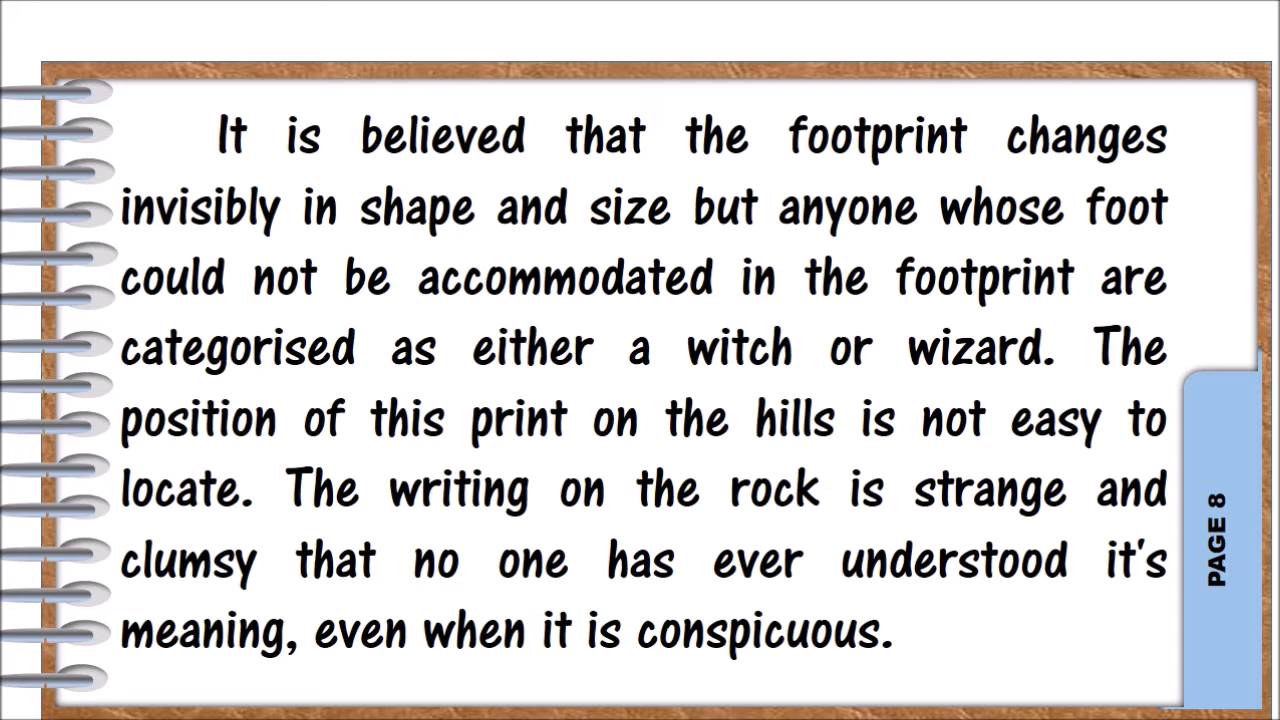 It is believed that the footprint changes
invisibly in shape and size but anyone whose foot
could not be accommodated in the footprint are
categorised as either a witch or wizard. The
position of this print on the hills is not easy to
locate. The writing on the rock is strange and
clumsy that no one has ever understood it's
meaning, even when it is conspicuous.
PAGE 8